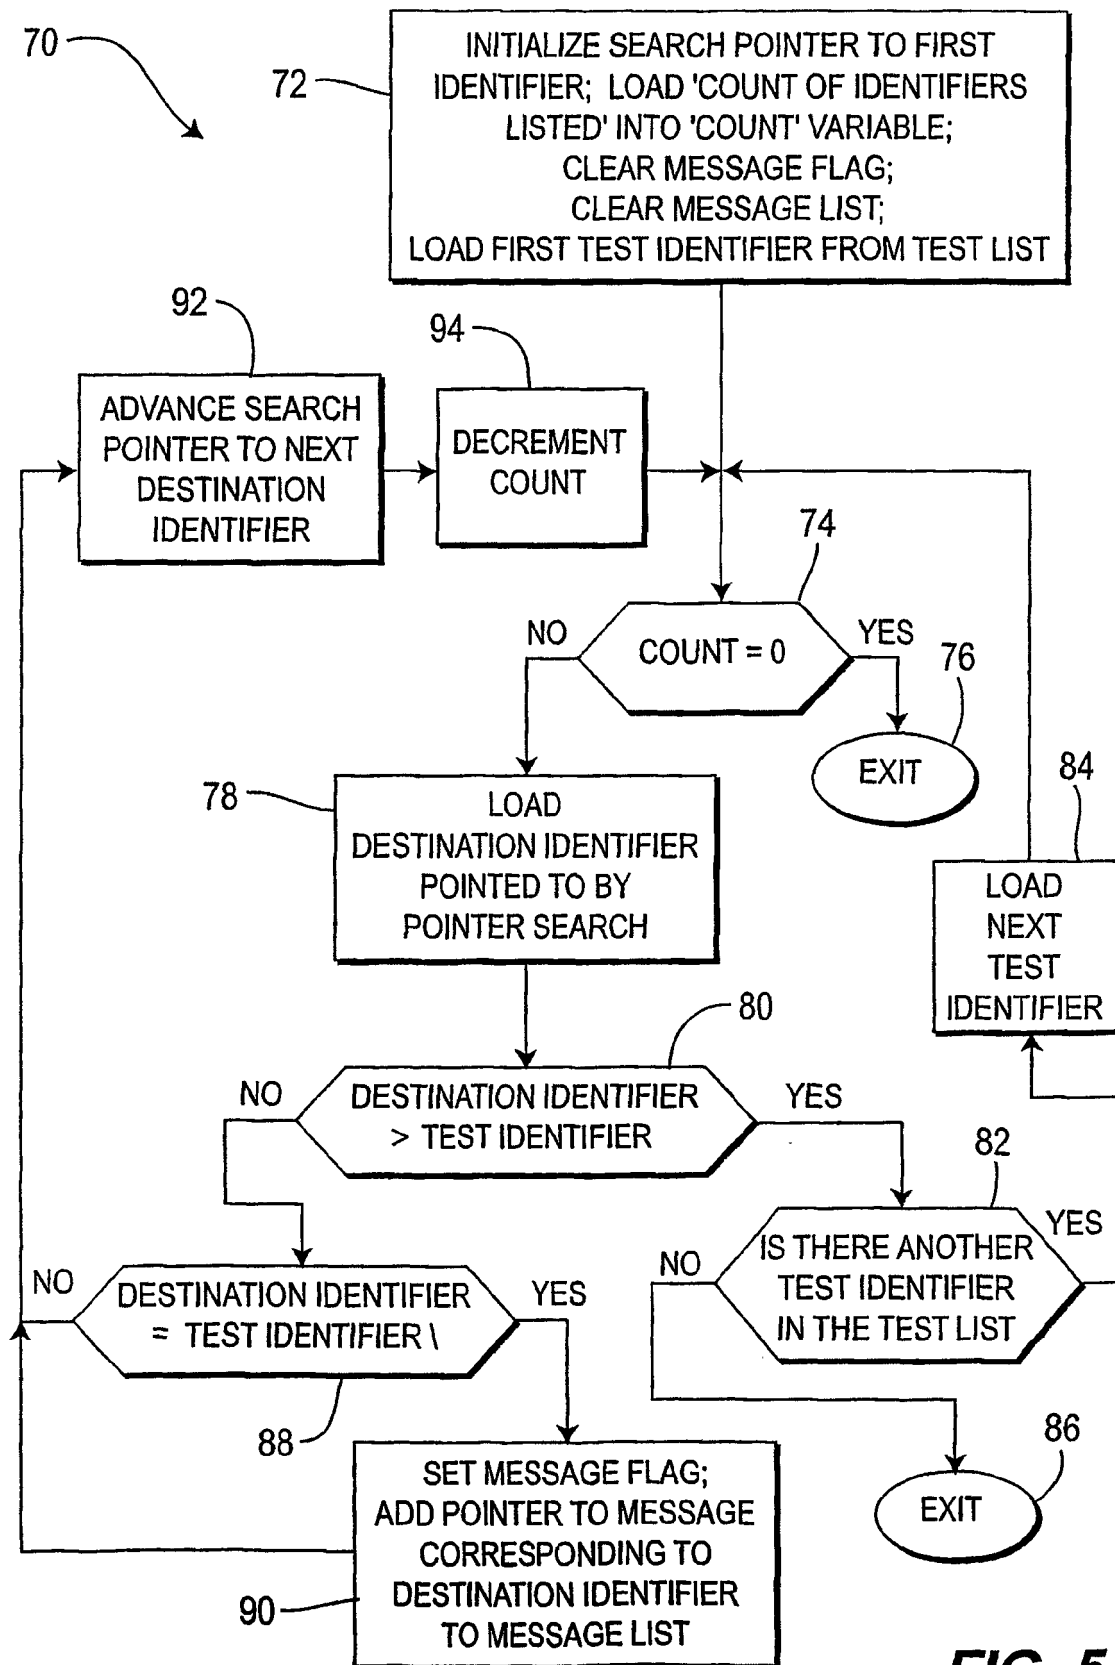 70
72
INITIALIZE SEARCH POINTER TO FIRST
IDENTIFIER; LOAD 'COUNT OF IDENTIFIERS
LISTED' INTO 'COUNT' VARIABLE;
CLEAR MESSAGE FLAG;
CLEAR MESSAGE LIST;
LOAD FIRST TEST IDENTIFIER FROM TEST LIST
92
ADVANCE SEARCH
POINTER TO NEXT
DESTINATION
IDENTIFIER
94
DECREMENT
COUNT
74
NO
COUNT = 0
YES
76
EXIT
78
LOAD
DESTINATION IDENTIFIER
POINTED TO BY
POINTER SEARCH
84
LOAD
NEXT
TEST
IDENTIFIER
80
NO
DESTINATION IDENTIFIER
> TEST IDENTIFIER
YES
82
NO
IS THERE ANOTHER
TEST IDENTIFIER
IN THE TEST LIST
YES
NO
DESTINATION IDENTIFIER
= TEST IDENTIFIER \
YES
88
86
EXIT
SET MESSAGE FLAG;
ADD POINTER TO MESSAGE
CORRESPONDING TO
DESTINATION IDENTIFIER
TO MESSAGE LIST
90
FIG. 5